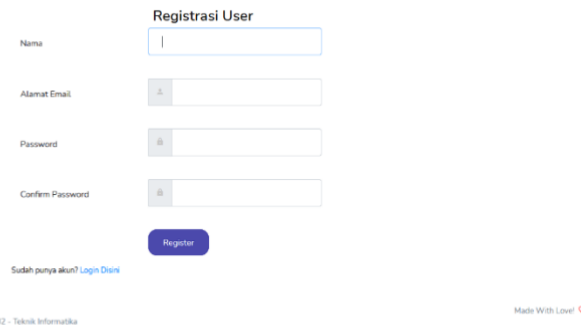 Registrasi User
Nama
Alamat Email
Password
Confirm Password
Register
Sudah punya akun? Login Disini
Made With Love!
2 - Teknik Informatika